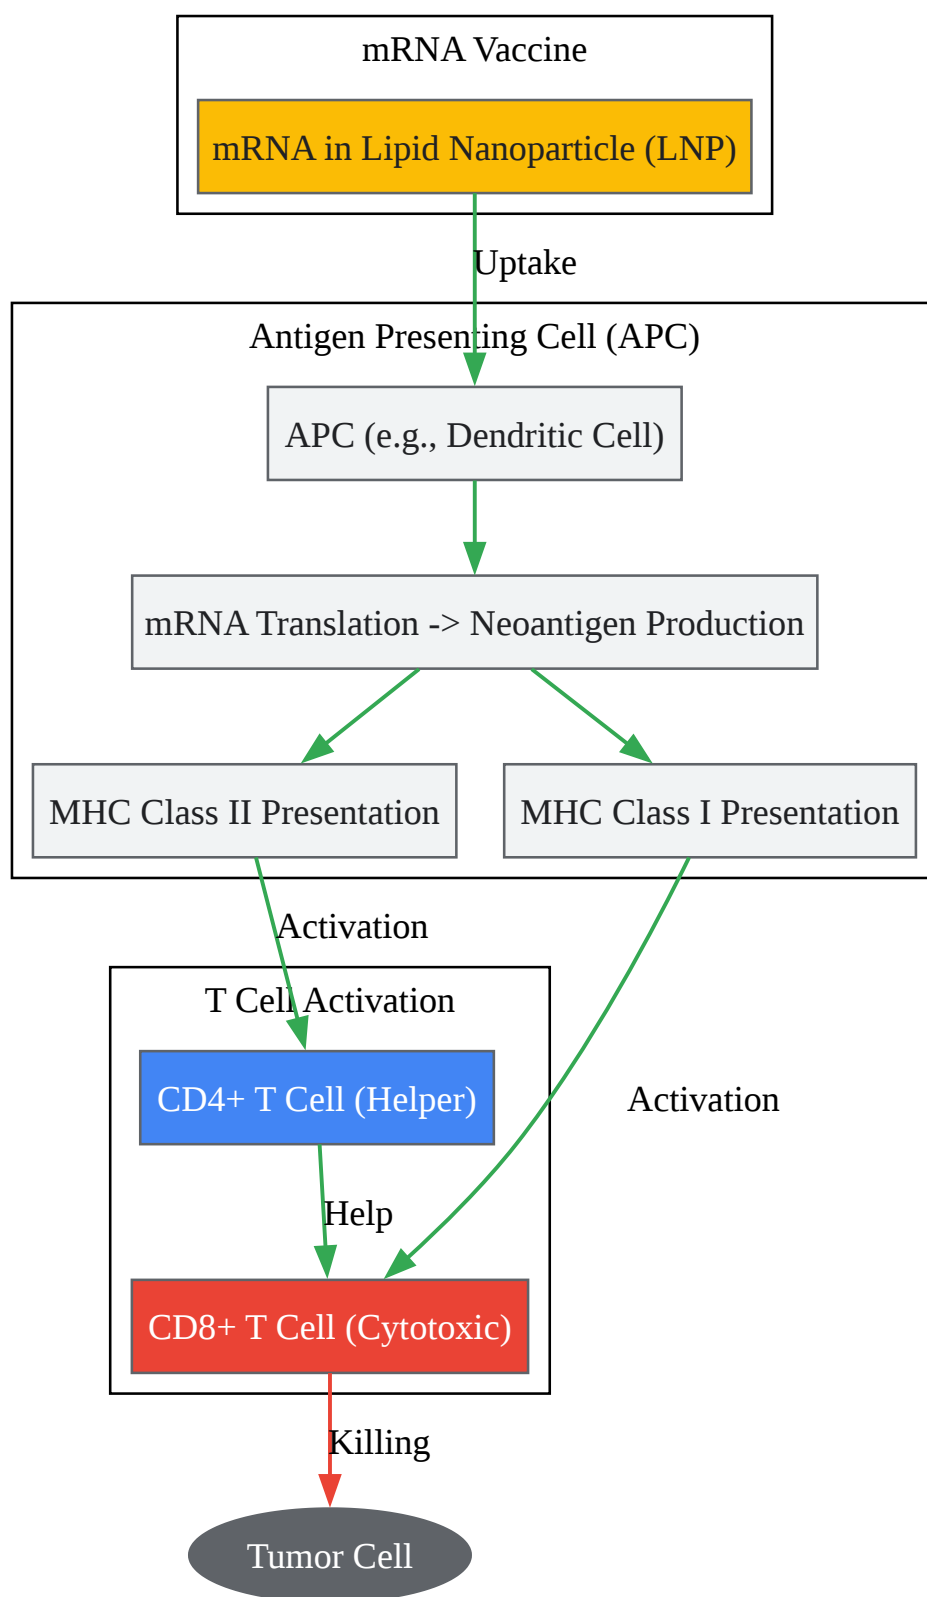 mRNA Vaccine
mRNA in Lipid Nanoparticle (LNP)
Uptake
Antigen Presenting Cell (APC)
APC (e.g., Dendritic Cell)
mRNA Translation -> Neoantigen Production
MHC Class II Presentation
MHC Class I Presentation
Activation
T Cell Activation
CD4+ T Cell (Helper)
Activation
Help
CD8+ T Cell (Cytotoxic)
Killing
Tumor Cell